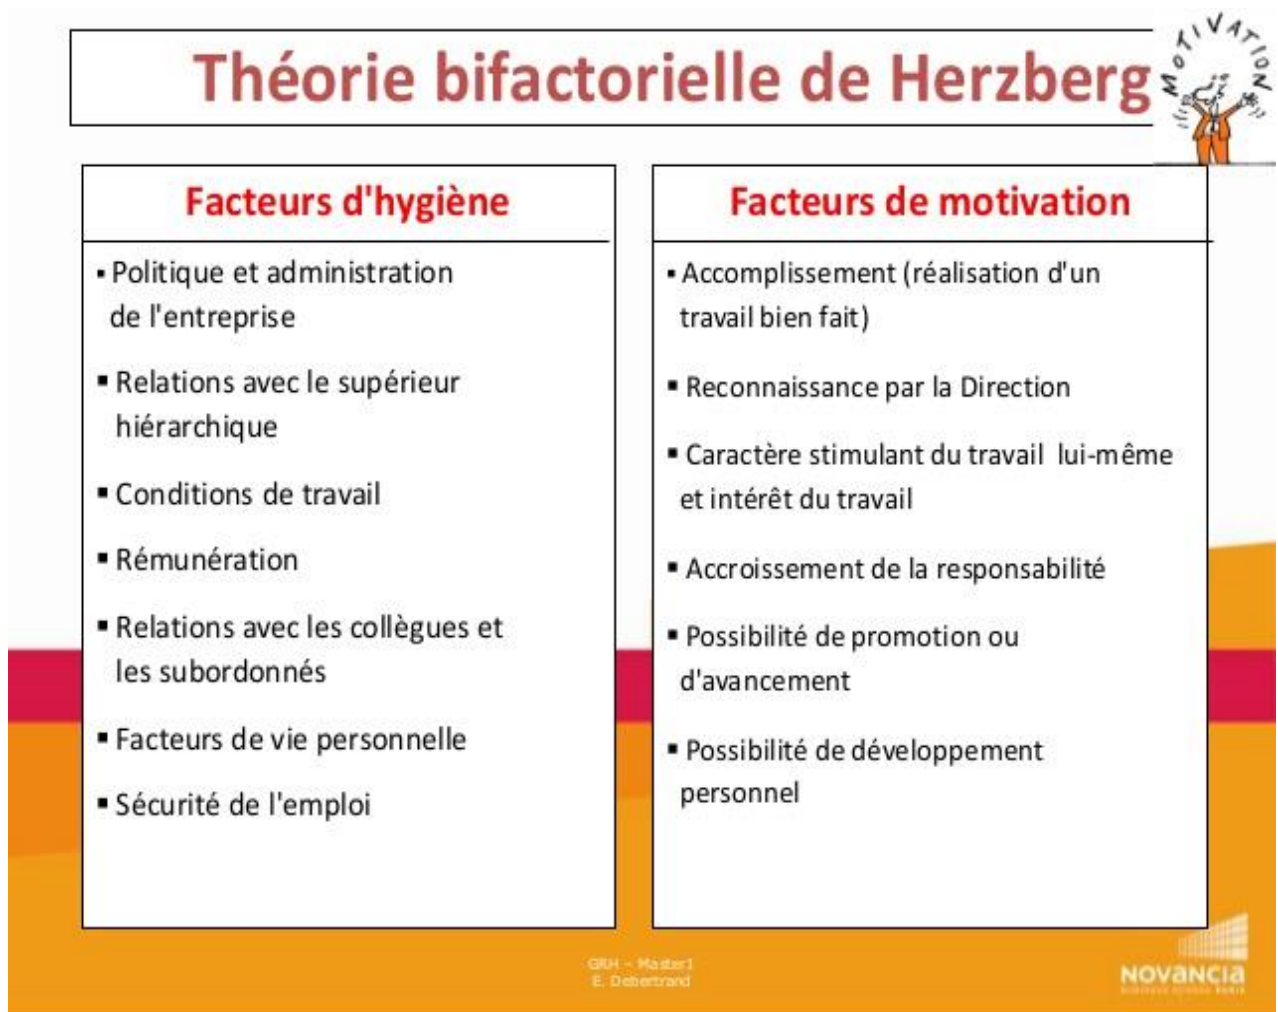 Théorie bifactorielle de Herzberg
MOTIVATION
Facteurs d'hygiène
▪ Politique et administration
de l'entreprise
▪ Relations avec le supérieur
hiérarchique
▪ Conditions de travail
▪ Rémunération
▪ Relations avec les collègues et
les subordonnés
▪ Facteurs de vie personnelle
▪ Sécurité de l'emploi
Facteurs de motivation
▪ Accomplissement (réalisation d'un
travail bien fait)
▪ Reconnaissance par la Direction
▪ Caractère stimulant du travail lui-même
et intérêt du travail
▪ Accroissement de la responsabilité
▪ Possibilité de promotion ou
d'avancement
▪ Possibilité de développement
personnel
GRH – Master1
E. Debertrand
NOVANCIA